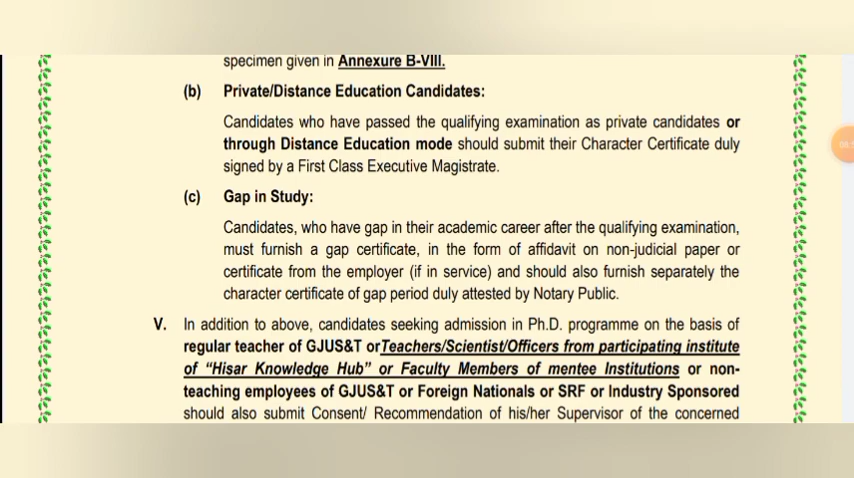 specimen given in Annexure B-VIII.
(b) Private/Distance Education Candidates:
Candidates who have passed the qualifying examination as private candidates or
through Distance Education mode should submit their Character Certificate duly
signed by a First Class Executive Magistrate.
(c) Gap in Study:
Candidates, who have gap in their academic career after the qualifying examination,
must furnish a gap certificate, in the form of affidavit on non-judicial paper or
certificate from the employer (if in service) and should also furnish separately the
character certificate of gap period duly attested by Notary Public.
V. In addition to above, candidates seeking admission in Ph.D. programme on the basis of
regular teacher of GJUS&T orTeachers/Scientist/Officers from participating institute
of “Hisar Knowledge Hub” or Faculty Members of mentee Institutions or non-
teaching employees of GJUS&T or Foreign Nationals or SRF or Industry Sponsored
should also submit Consent/ Recommendation of his/her Supervisor of the concerned